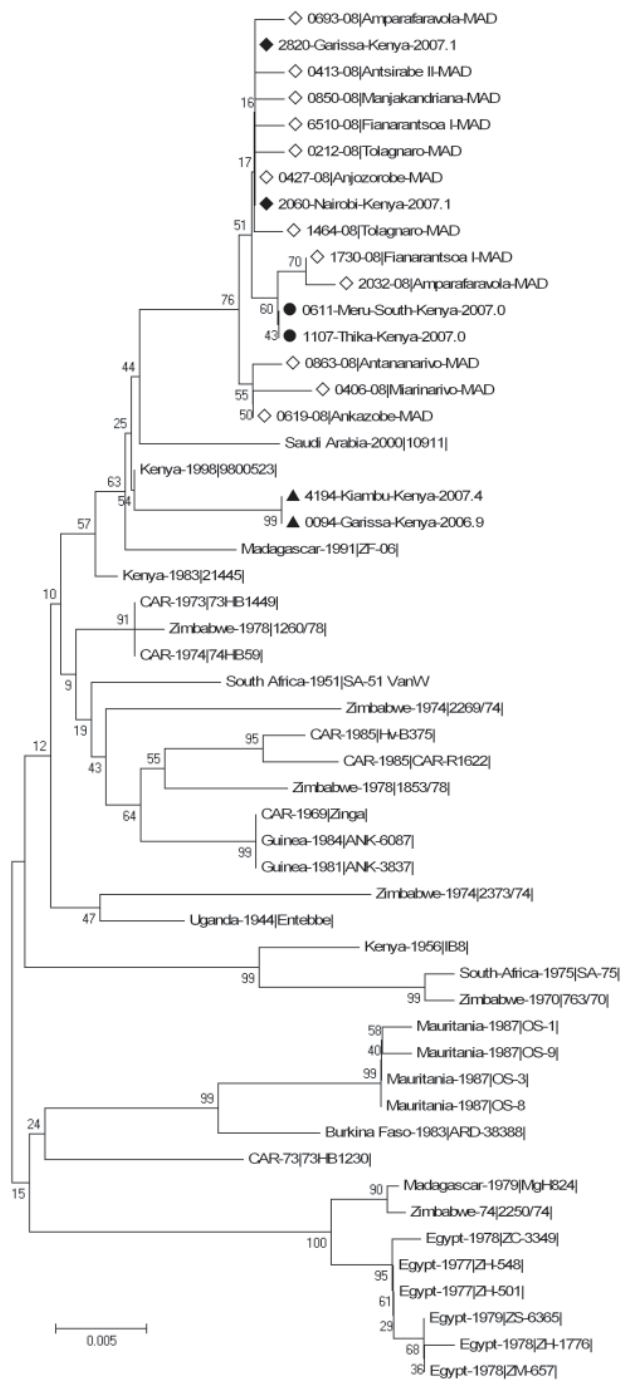 0693-08|Amparafaravola-MAD
2820-Garissa-Kenya-2007.1
0413-08|Antsirabe II-MAD
0850-08|Manjakandriana-MAD
16
6510-08|Fianarantsoa I-MAD
0212-08|Tolagnaro-MAD
17
0427-08|Anjozorobe-MAD
2060-Nairobi-Kenya-2007.1
51
1464-08|Tolagnaro-MAD
1730-08|Fianarantsoa I-MAD
70
2032-08|Amparafaravola-MAD
76
60
0611-Meru-South-Kenya-2007.0
43
1107-Thika-Kenya-2007.0
0863-08|Antananarivo-MAD
44
0406-08|Miarinarivo-MAD
55
50
0619-08|Ankazobe-MAD
25
Saudi Arabia-2000|10911|
Kenya-1998|9800523
63
54
4194-Kiambu-Kenya-2007.4
99
0094-Garissa-Kenya-2006.9
57
Madagascar-1991|ZF-06|
Kenya-1983|21445|
10
CAR-1973|73HB1449|
91
Zimbabwe-1978|1260/78|
CAR-1974|74HB59|
9
South Africa-1951|SA-51 VanW
19
Zimbabwe-1974|2269/74|
12
43
95
CAR-1985|Hv-B375|
55
CAR-1985|CAR-R1622|
Zimbabwe-1978|1853/78|
64
CAR-1969|Zinga|
99
Guinea-1984|ANK-6087|
Guinea-1981|ANK-3837|
Zimbabwe-1974|2373/74|
47
Uganda-1944|Entebbe|
Kenya-1956|IB8|
99
South-Africa-1975|SA-75|
99
Zimbabwe-1970|763/70|
58
Mauritania-1987|OS-1|
40
Mauritania-1987|OS-9|
99
Mauritania-1987|OS-3|
99
Mauritania-1987|OS-8
24
Burkina Faso-1983|ARD-38388|
CAR-73|73HB1230|
15
90
Madagascar-1979|MgH824|
Zimbabwe-74|2250/74|
100
Egypt-1978|ZC-3349|
95
Egypt-1977|ZH-548|
61
Egypt-1977|ZH-501|
29
Egypt-1979|ZS-6365|
68
Egypt-1978|ZH-1776|
36
Egypt-1978|ZM-657|
0.005